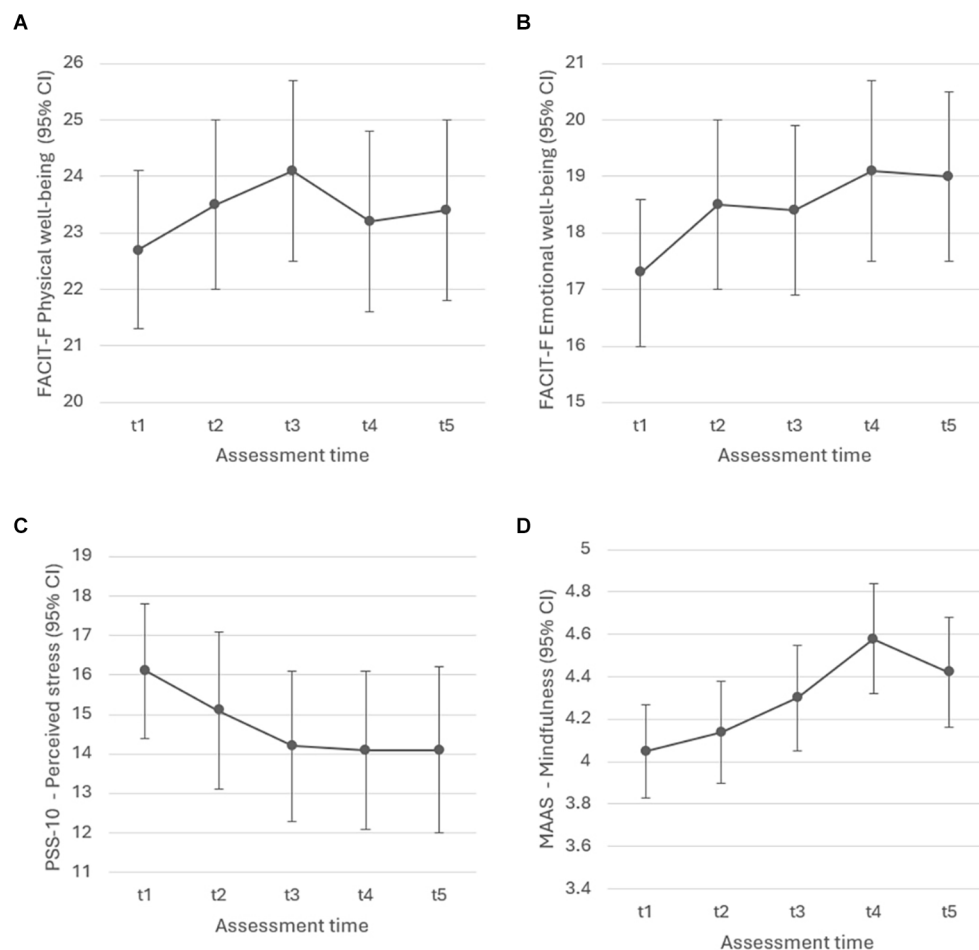 A
FACIT-F Physical well-being (95% CI)
26
25
24
23
22
21
20
t1 t2 t3 t4 t5
Assessment time
B
FACIT-F Emotional well-being (95% CI)
21
20
19
18
17
16
15
t1 t2 t3 t4 t5
Assessment time
C
PSS-10 - Perceived stress (95% CI)
19
18
17
16
15
14
13
12
11
t1 t2 t3 t4 t5
Assessment time
D
MAAS - Mindfulness (95% CI)
5
4.8
4.6
4.4
4.2
4
3.8
3.6
3.4
t1 t2 t3 t4 t5
Assessment time